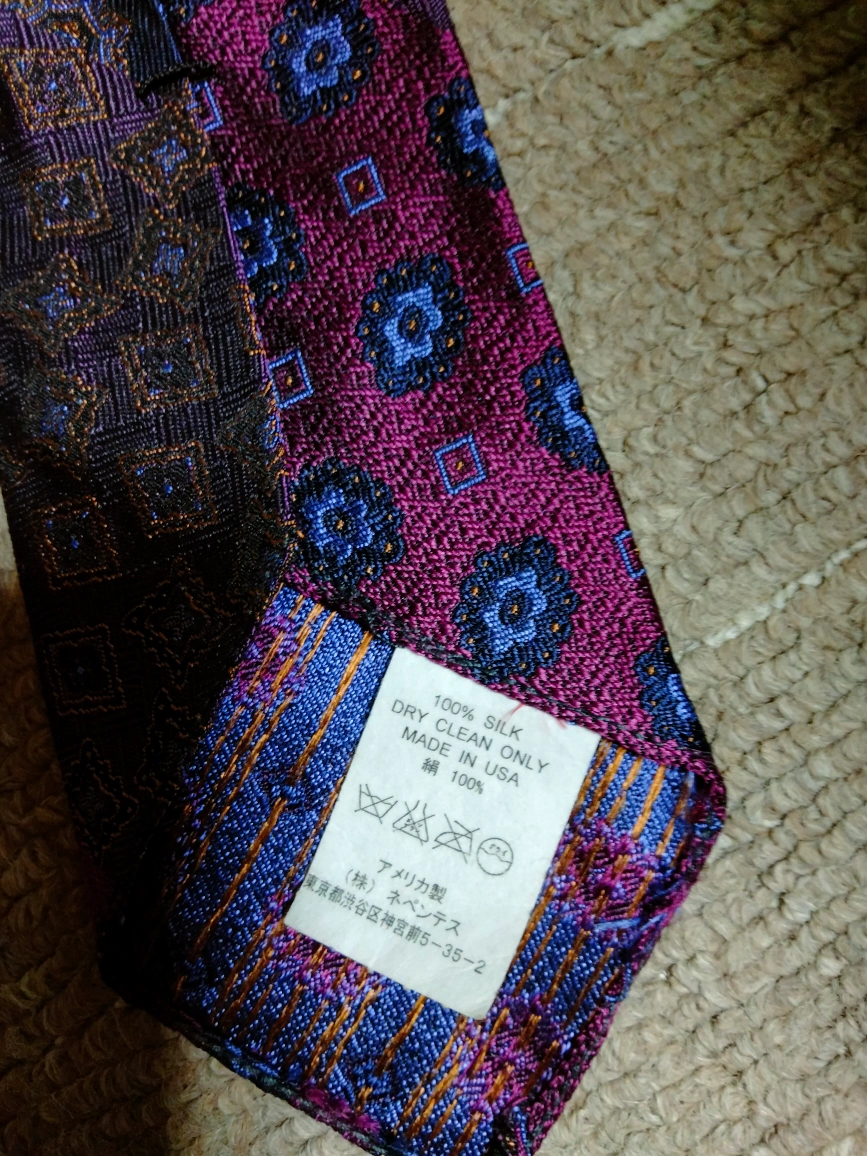 100% SILK
DRY CLEAN ONLY
MADE IN USA
絹 100%
アメリカ製
(株) ネペンテス
東京都渋谷区神宮前5-35-2